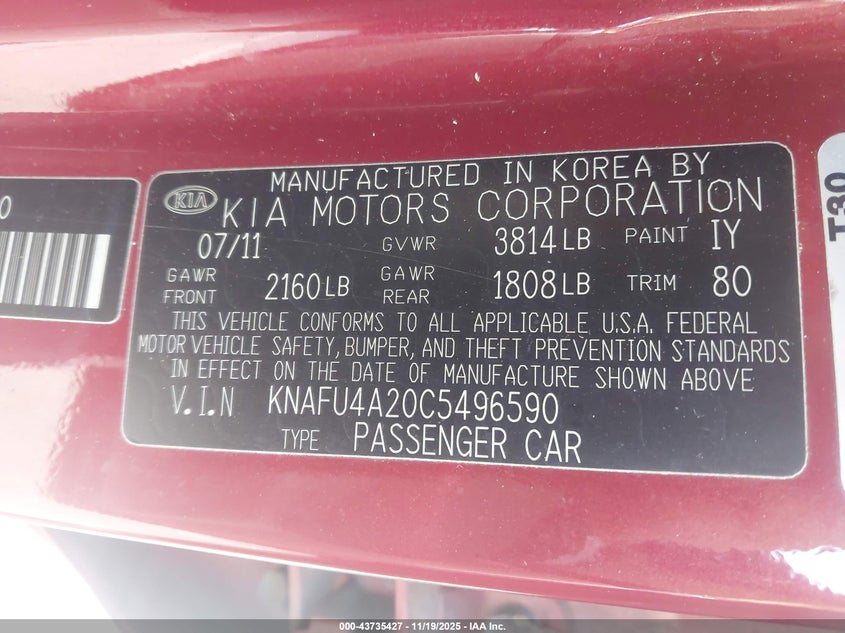 0
MANUFACTURED IN KOREA BY
KIA KIA MOTORS CORPORATION
07/11 GVWR 3814 LB PAINT IY
GAWR FRONT 2160 LB GAWR REAR 1808 LB TRIM 80
THIS VEHICLE CONFORMS TO ALL APPLICABLE U.S.A. FEDERAL
MOTOR VEHICLE SAFETY, BUMPER, AND THEFT PREVENTION STANDARDS
IN EFFECT ON THE DATE OF MANUFACTURE SHOWN ABOVE
V.I.N KNAFU4A20C5496590
TYPE PASSENGER CAR
T30
000-43735427 - 11/19/2025 - IAA Inc.